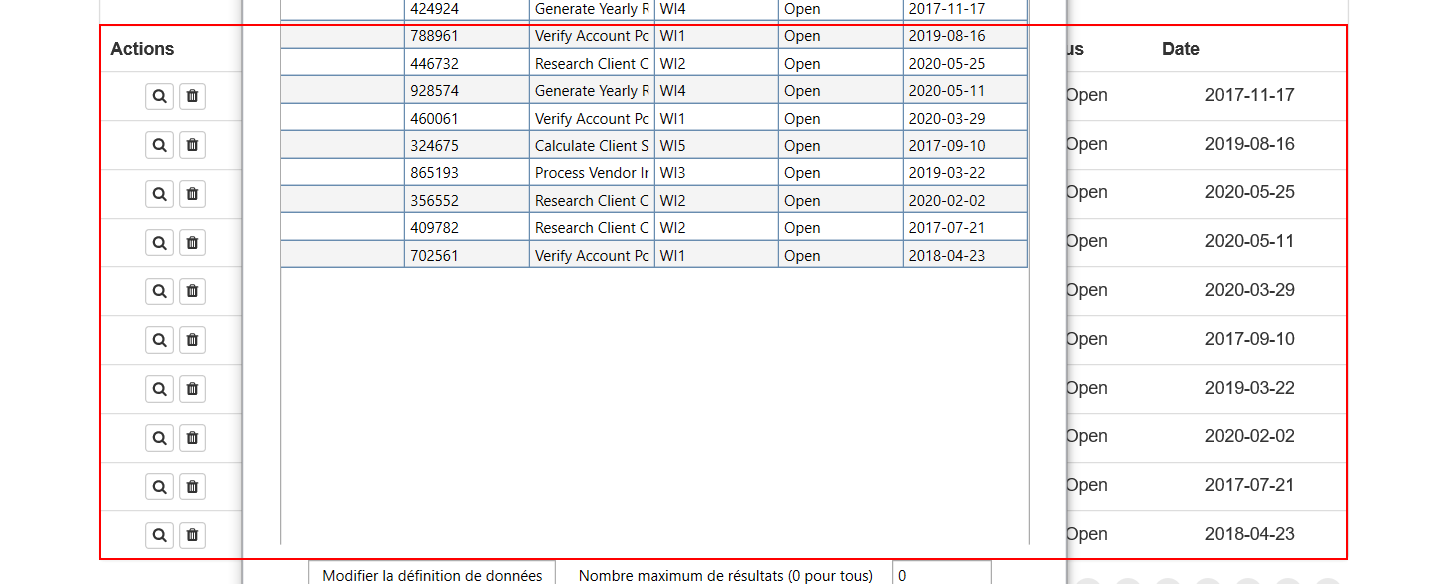 424924 Generate Yearly R WI4 Open 2017-11-17
788961 Verify Account Po WI1 Open 2019-08-16
Actions us Date
446732 Research Client C WI2 Open 2020-05-25
928574 Generate Yearly R WI4 Open 2020-05-11
Open 2017-11-17
460061 Verify Account Po WI1 Open 2020-03-29
324675 Calculate Client S WI5 Open 2017-09-10
Open 2019-08-16
865193 Process Vendor In WI3 Open 2019-03-22
356552 Research Client C WI2 Open 2020-02-02
Open 2020-05-25
409782 Research Client C WI2 Open 2017-07-21
Open 2020-05-11
702561 Verify Account Po WI1 Open 2018-04-23
Open 2020-03-29
Open 2017-09-10
Open 2019-03-22
Open 2020-02-02
Open 2017-07-21
Open 2018-04-23
Modifier la définition de données Nombre maximum de résultats (0 pour tous) 0